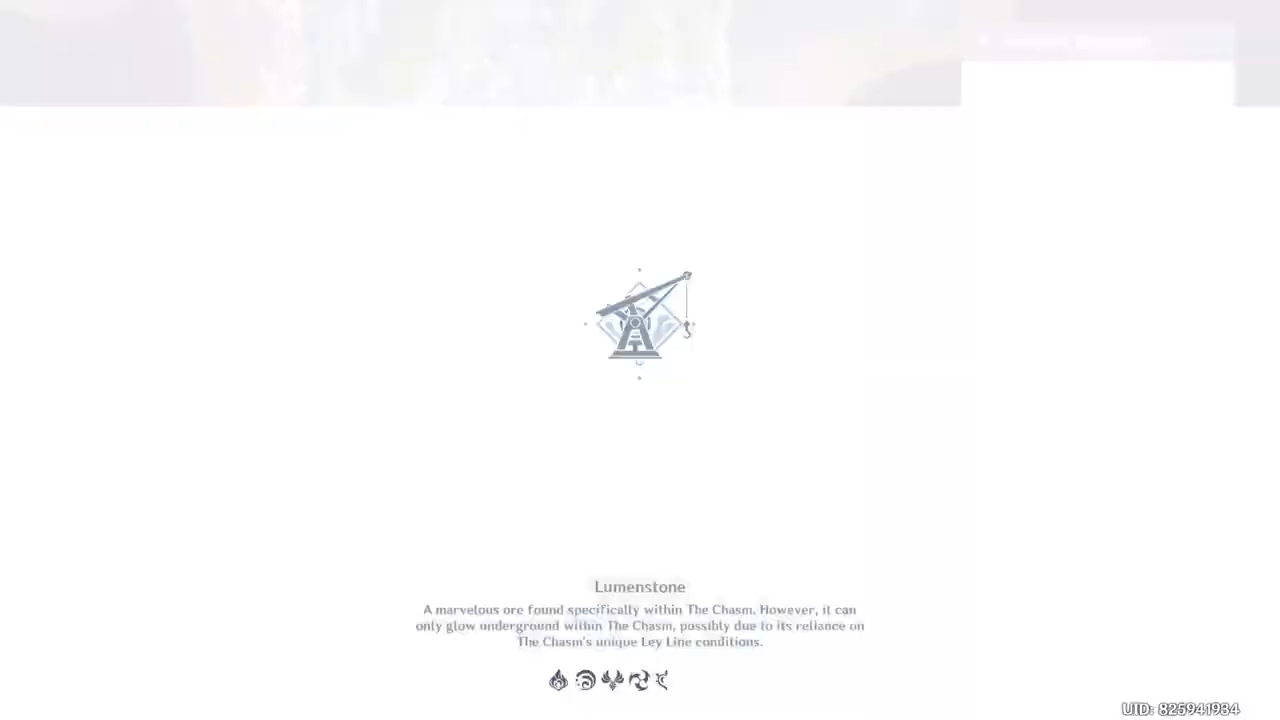 Lumenstone
A marvelous ore found specifically within The Chasm. However, it can
only glow underground within The Chasm, possibly due to its reliance on
The Chasm's unique Ley Line conditions.
UID: 825941934